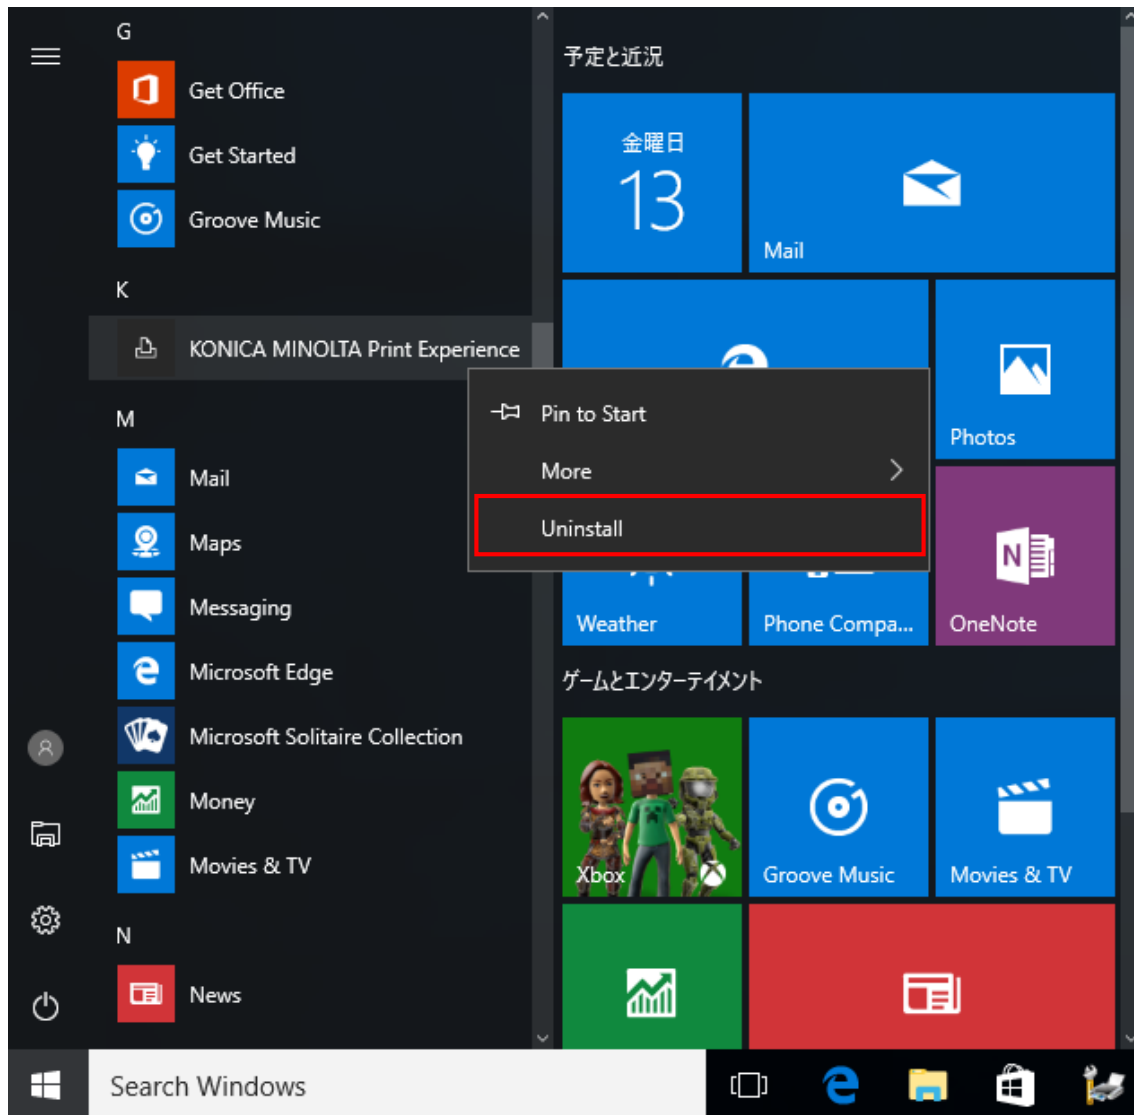 G
Get Office
Get Started
Groove Music
K
KONICA MINOLTA Print Experience
M
Mail
Maps
Messaging
Microsoft Edge
Microsoft Solitaire Collection
Money
Movies & TV
N
News
Search Windows
Pin to Start
More
Uninstall
予定と近況
金曜日
13
Mail
Photos
Weather
Phone Compa...
OneNote
ゲームとエンターテイメント
Xbox
Groove Music
Movies & TV